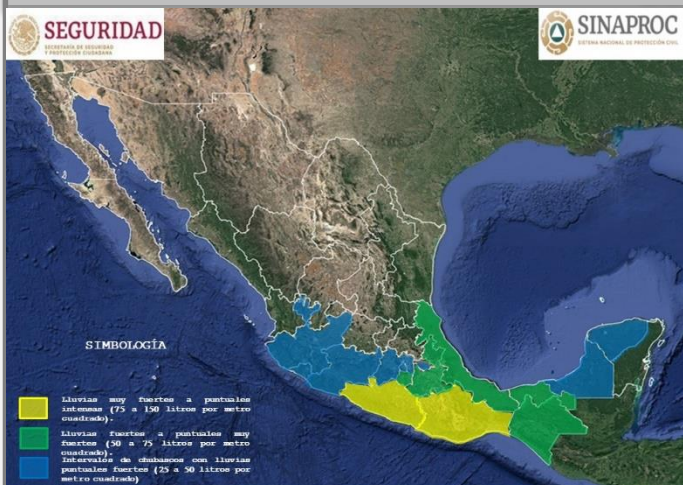 SEGURIDAD
SECRETARÍA DE SEGURIDAD
Y PROTECCIÓN CIUDADANA
SINAPROC
SISTEMA NACIONAL DE PROTECCIÓN CIVIL
SIMBOLOGÍA
Lluvias muy fuertes a puntuales
intensas (75 a 150 litros por metro
cuadrado).
Lluvias fuertes a puntuales muy
fuertes (50 a 75 litros por metro
cuadrado).
Intervalos de chubascos con lluvias
puntuales fuertes (25 a 50 litros por
metro cuadrado)